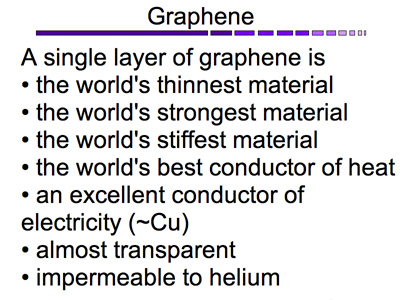 Graphene
A single layer of graphene is
• the world's thinnest material
• the world's strongest material
• the world's stiffest material
• the world's best conductor of heat
• an excellent conductor of
electricity (~Cu)
• almost transparent
• impermeable to helium